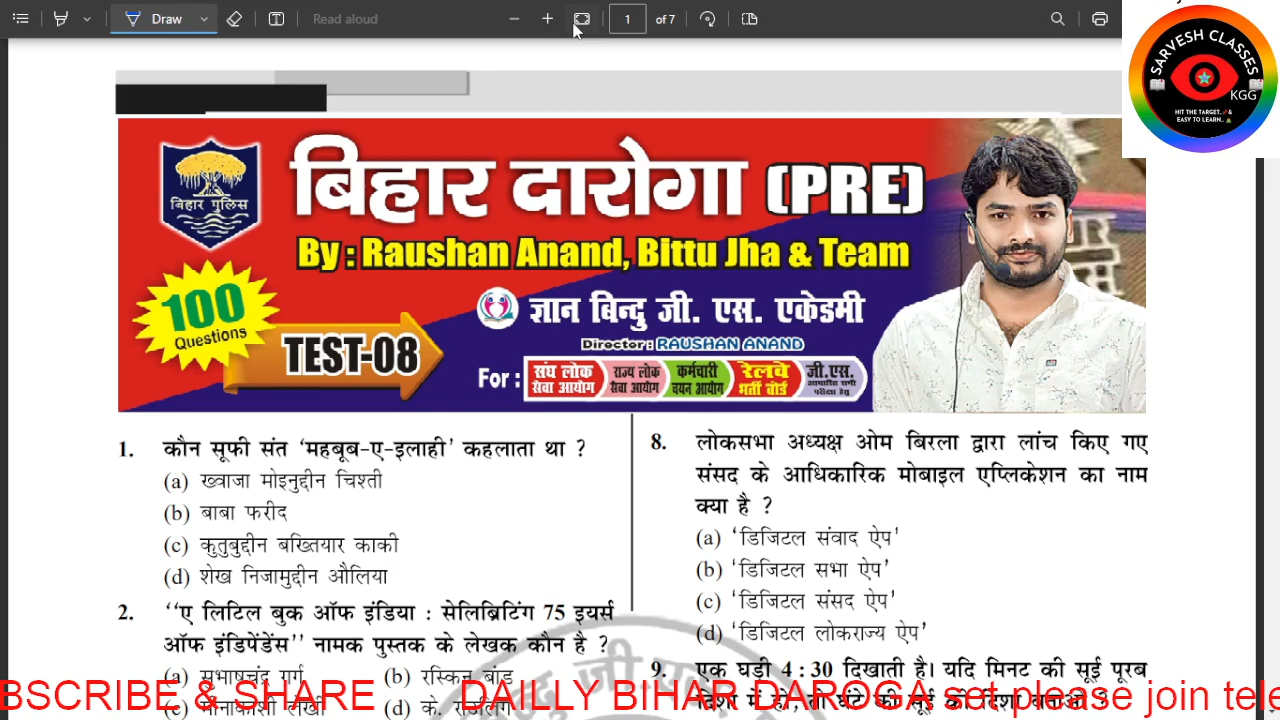 Draw
Read aloud
1 of 7
SARVESH CLASSES
KGG
HIT THE TARGET..&
EASY TO LEARN..
बिहार पुलिस
बिहार दारोगा (PRE)
By : Raushan Anand, Bittu Jha & Team
100
Questions
TEST-08
ज्ञान बिन्दु जी. एस. एकेडमी
Director: RAUSHAN ANAND
For :
संघ लोक
सेवा आयोग
राज्य लोक
सेवा आयोग
कर्मचारी
चयन आयोग
रेलवे
भर्ती बोर्ड
जी.एस.
1. कौन सूफी संत ‘महबूब-ए-इलाही’ कहलाता था ?
(a) ख्वाजा मोइनुद्दीन चिश्ती
(b) बाबा फरीद
(c) कुतुबुद्दीन बख्तियार काकी
(d) शेख निजामुद्दीन औलिया
2. ‘‘ए लिटिल बुक ऑफ इंडिया : सेलिब्रेटिंग 75 इयर्स
ऑफ इंडिपेंडेंस’’ नामक पुस्तक के लेखक कौन है ?
(a) सुभाषचंद्र गर्ग (b) रस्किन बांड
8. लोकसभा अध्यक्ष ओम बिरला द्वारा लांच किए गए
संसद के आधिकारिक मोबाइल एप्लिकेशन का नाम
क्या है ?
(a) ‘डिजिटल संवाद ऐप’
(b) ‘डिजिटल सभा ऐप’
(c) ‘डिजिटल संसद ऐप’
(d) ‘डिजिटल लोकराज्य ऐप’
9. एक घड़ी 4 : 30 दिखाती है। यदि मिनट की सूई पूरब
BSCRIBE & SHARE DAILLY BIHAR DAROGA set please join tele